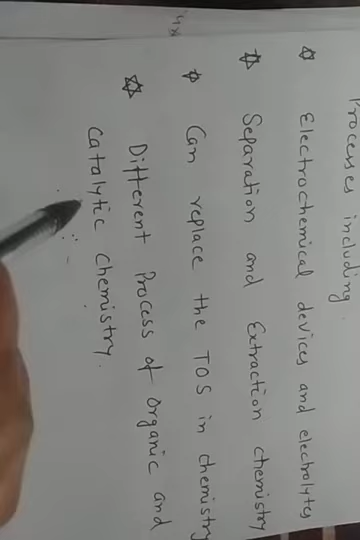 Processes including.
☆ Electrochemical devices and electrolytes
☆ Separation and Extraction chemistry
☆ Can replace the TOS in chemistry
☆ Different Process of organic and
Catalytic chemistry.